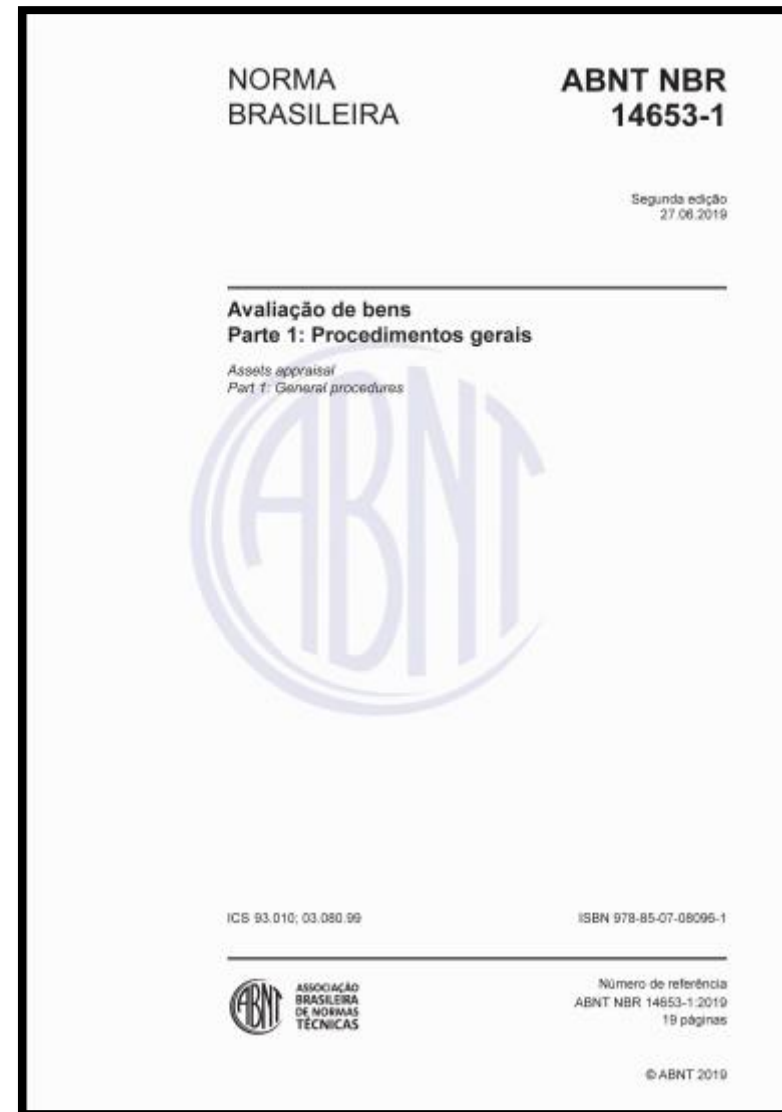 NORMA
BRASILEIRA
ABNT NBR
14653-1
Segunda edição
27.06.2019
Avaliação de bens
Parte 1: Procedimentos gerais
Assets appraisal
Part 1: General procedures
ABNT
ICS 93.010; 03.080.99
ISBN 978-85-07-08096-1
ABNT
ASSOCIAÇÃO
BRASILEIRA
DE NORMAS
TÉCNICAS
Número de referência
ABNT NBR 14653-1:2019
19 páginas
© ABNT 2019